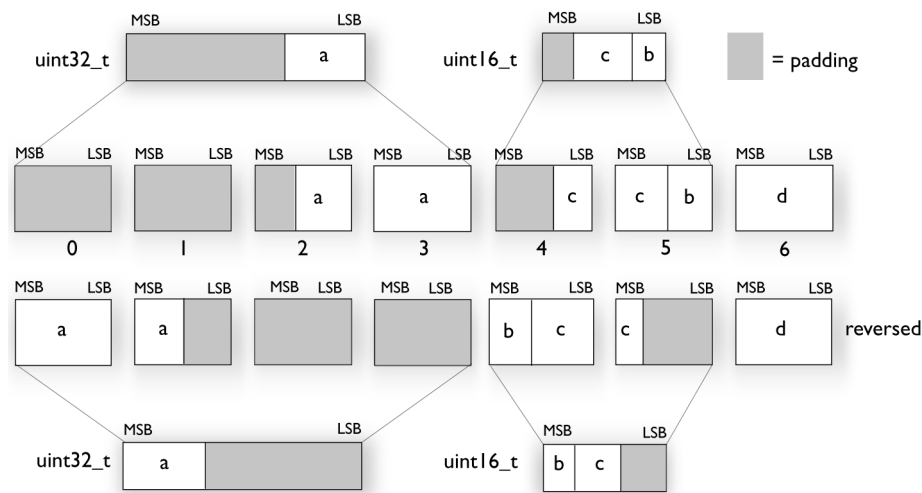 MSB LSB MSB LSB
uint32_t a uint16_t c b = padding
MSB LSB MSB LSB MSB LSB MSB LSB MSB LSB MSB LSB MSB LSB
a a c c b d
0 1 2 3 4 5 6
MSB LSB MSB LSB MSB LSB MSB LSB MSB LSB MSB LSB MSB LSB
a a b c c d reversed
MSB LSB MSB LSB
uint32_t a uint16_t b c